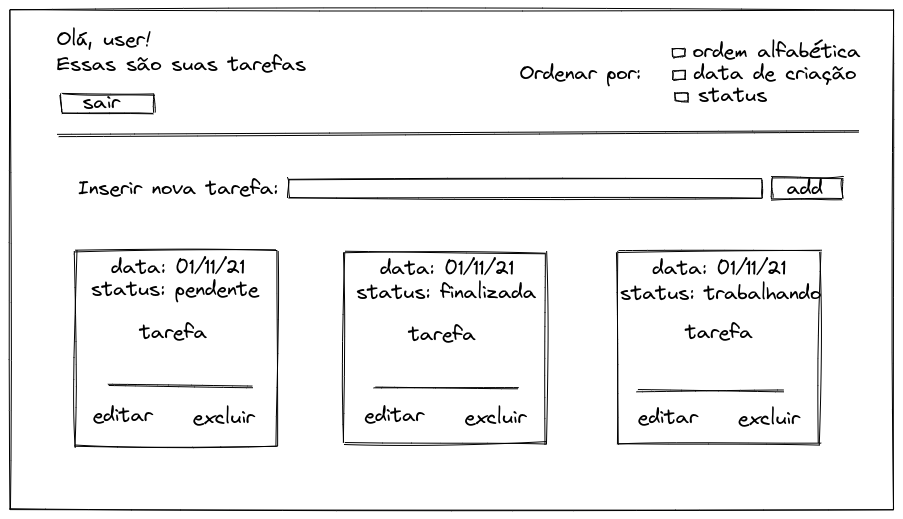 Olá, user!
Essas são suas tarefas
sair
Ordenar por:
ordem alfabética
data de criação
status
Inserir nova tarefa:
add
data: 01/11/21
status: pendente
tarefa
editar excluir
data: 01/11/21
status: finalizada
tarefa
editar excluir
data: 01/11/21
status: trabalhando
tarefa
editar excluir